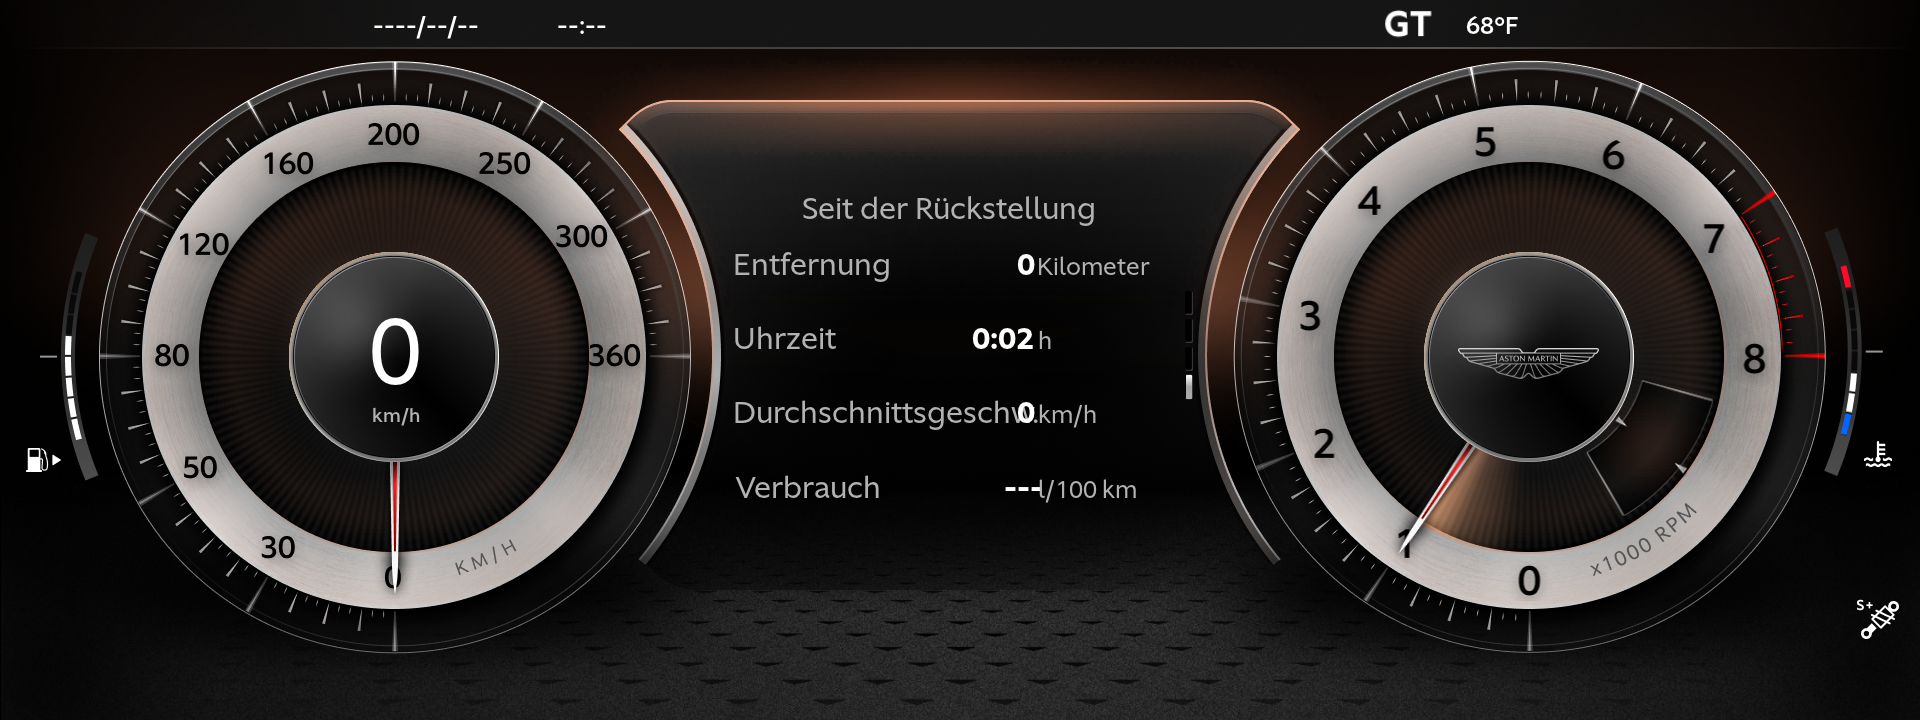 ----/--/--
--:--
GT
68°F
200
160
250
120
300
80
360
50
30
0
KM/H
0
km/h
Seit der Rückstellung
Entfernung 0 Kilometer
Uhrzeit 0:02 h
Durchschnittsgeschw. 0 km/h
Verbrauch --- l/100 km
5
6
4
7
3
8
2
1
0
x1000 RPM
ASTON MARTIN
S+